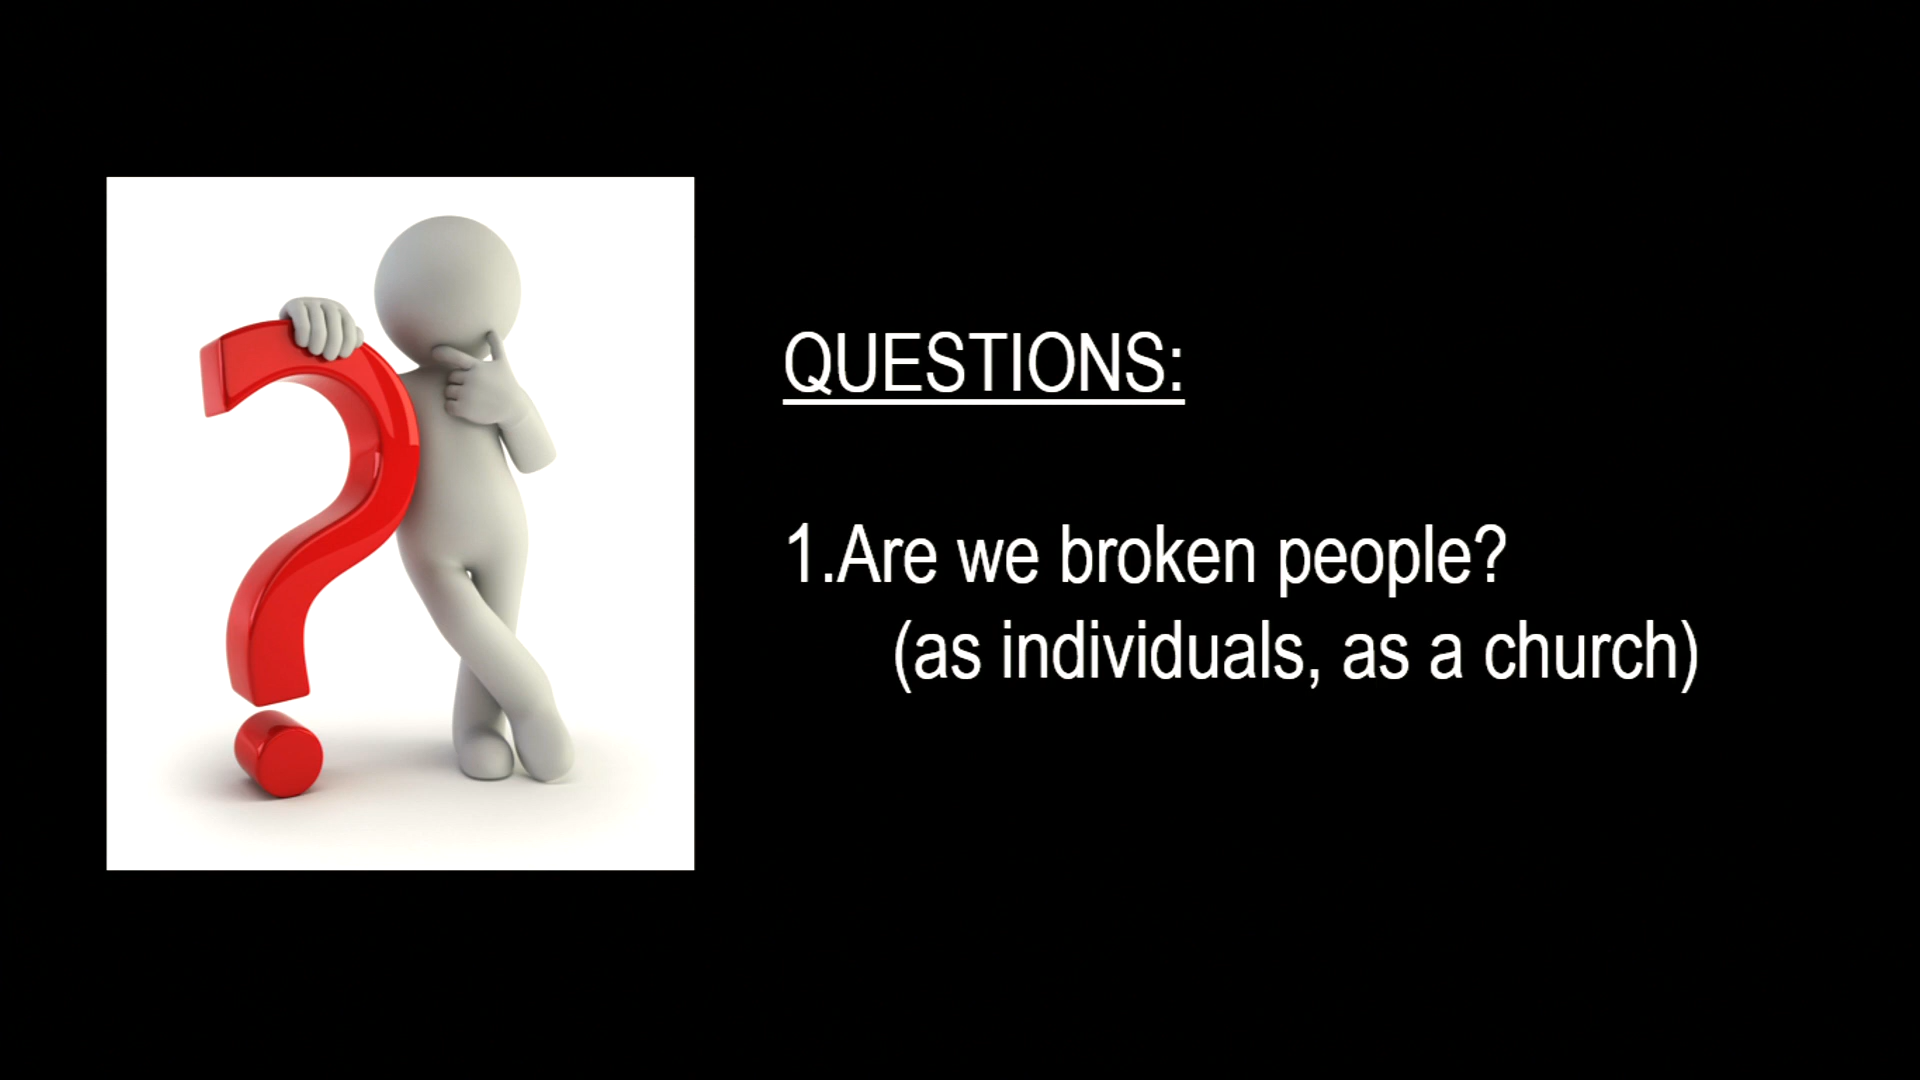 QUESTIONS:
1.Are we broken people?
(as individuals, as a church)